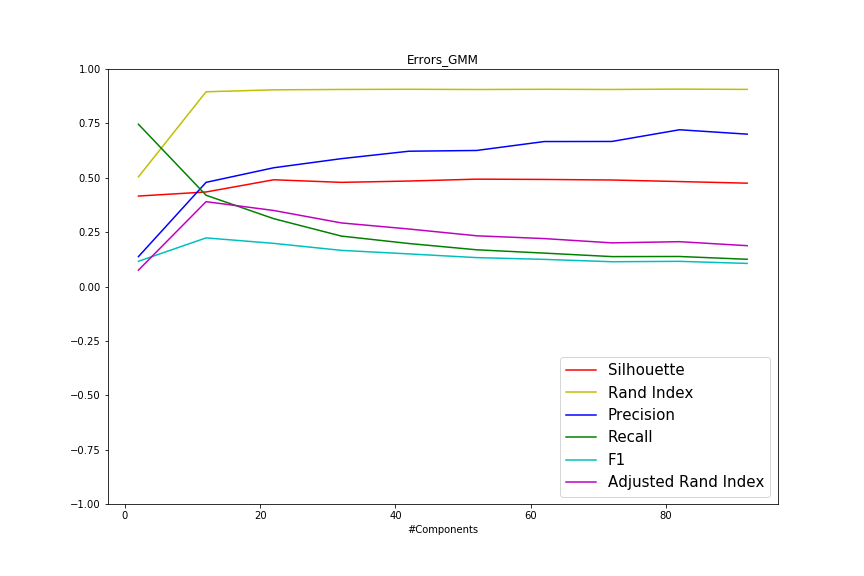 Errors_GMM
1.00
0.75
0.50
0.25
0.00
−0.25
−0.50
−0.75
−1.00
0 20 40 60 80
#Components
Silhouette
Rand Index
Precision
Recall
F1
Adjusted Rand Index